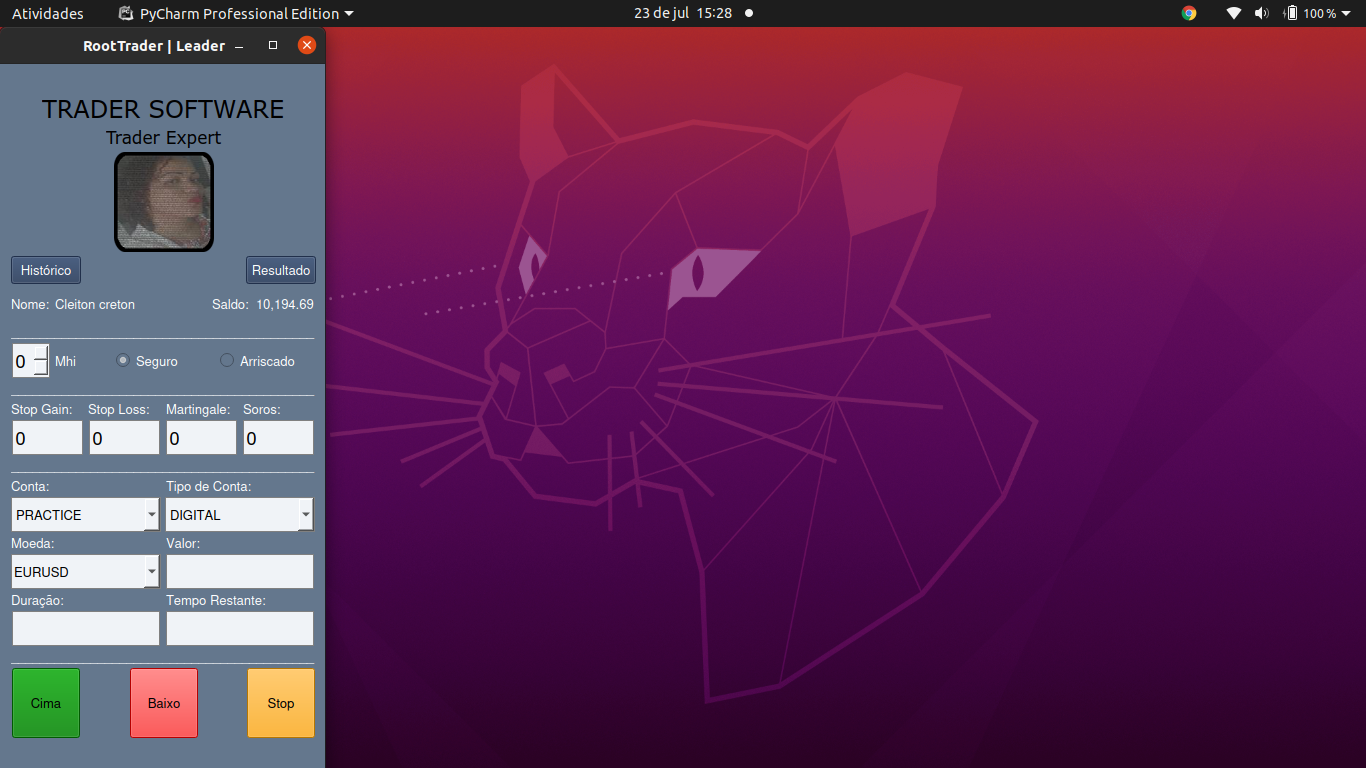 Atividades PyCharm Professional Edition 23 de jul 15:28 100 %
RootTrader | Leader
TRADER SOFTWARE
Trader Expert
Histórico Resultado
Nome: Cleiton creton Saldo: 10,194.69
0 Mhi Seguro Arriscado
Stop Gain: Stop Loss: Martingale: Soros:
0 0 0 0
Conta: Tipo de Conta:
PRACTICE DIGITAL
Moeda: Valor:
EURUSD
Duração: Tempo Restante:
Cima Baixo Stop